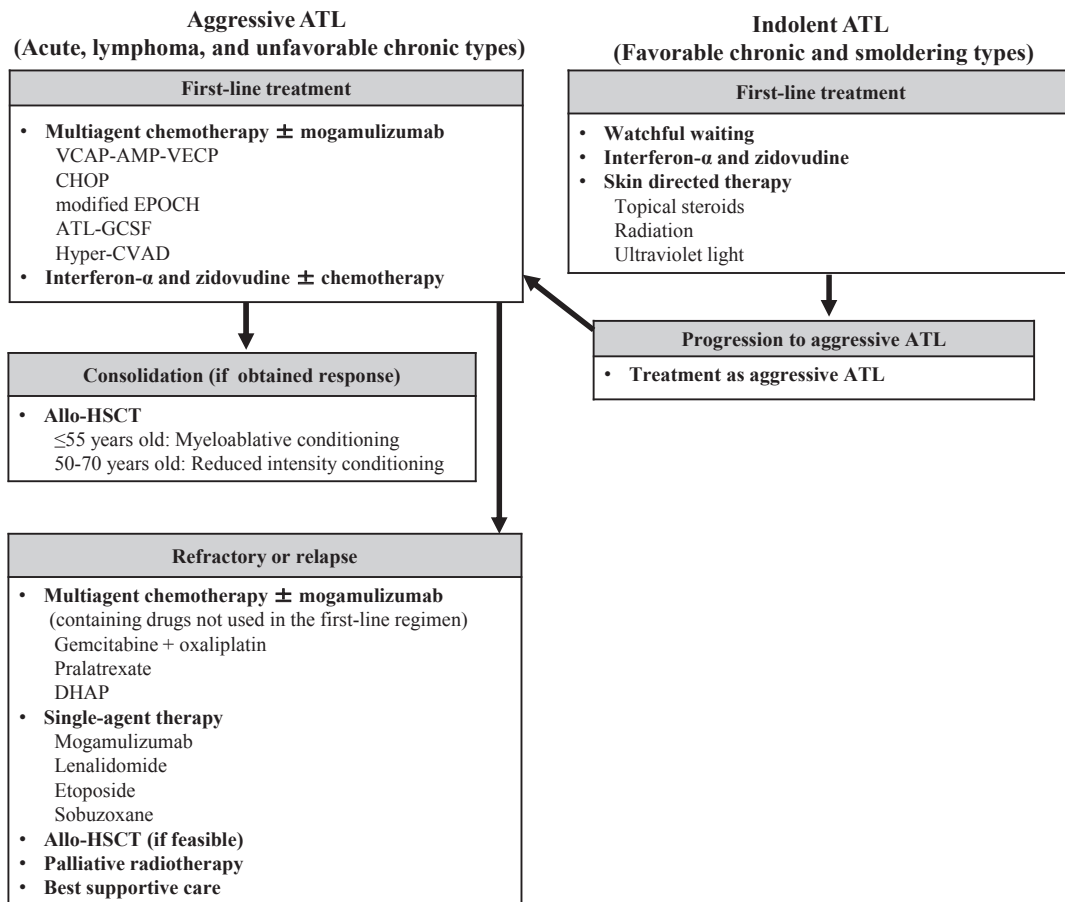 Aggressive ATL
(Acute, lymphoma, and unfavorable chronic types)
First-line treatment
• Multiagent chemotherapy ± mogamulizumab
VCAP-AMP-VECP
CHOP
modified EPOCH
ATL-GCSF
Hyper-CVAD
• Interferon-α and zidovudine ± chemotherapy
Consolidation (if obtained response)
• Allo-HSCT
≤55 years old: Myeloablative conditioning
50-70 years old: Reduced intensity conditioning
Refractory or relapse
• Multiagent chemotherapy ± mogamulizumab
(containing drugs not used in the first-line regimen)
Gemcitabine + oxaliplatin
Pralatrexate
DHAP
• Single-agent therapy
Mogamulizumab
Lenalidomide
Etoposide
Sobuzoxane
• Allo-HSCT (if feasible)
• Palliative radiotherapy
• Best supportive care
Indolent ATL
(Favorable chronic and smoldering types)
First-line treatment
• Watchful waiting
• Interferon-α and zidovudine
• Skin directed therapy
Topical steroids
Radiation
Ultraviolet light
Progression to aggressive ATL
• Treatment as aggressive ATL